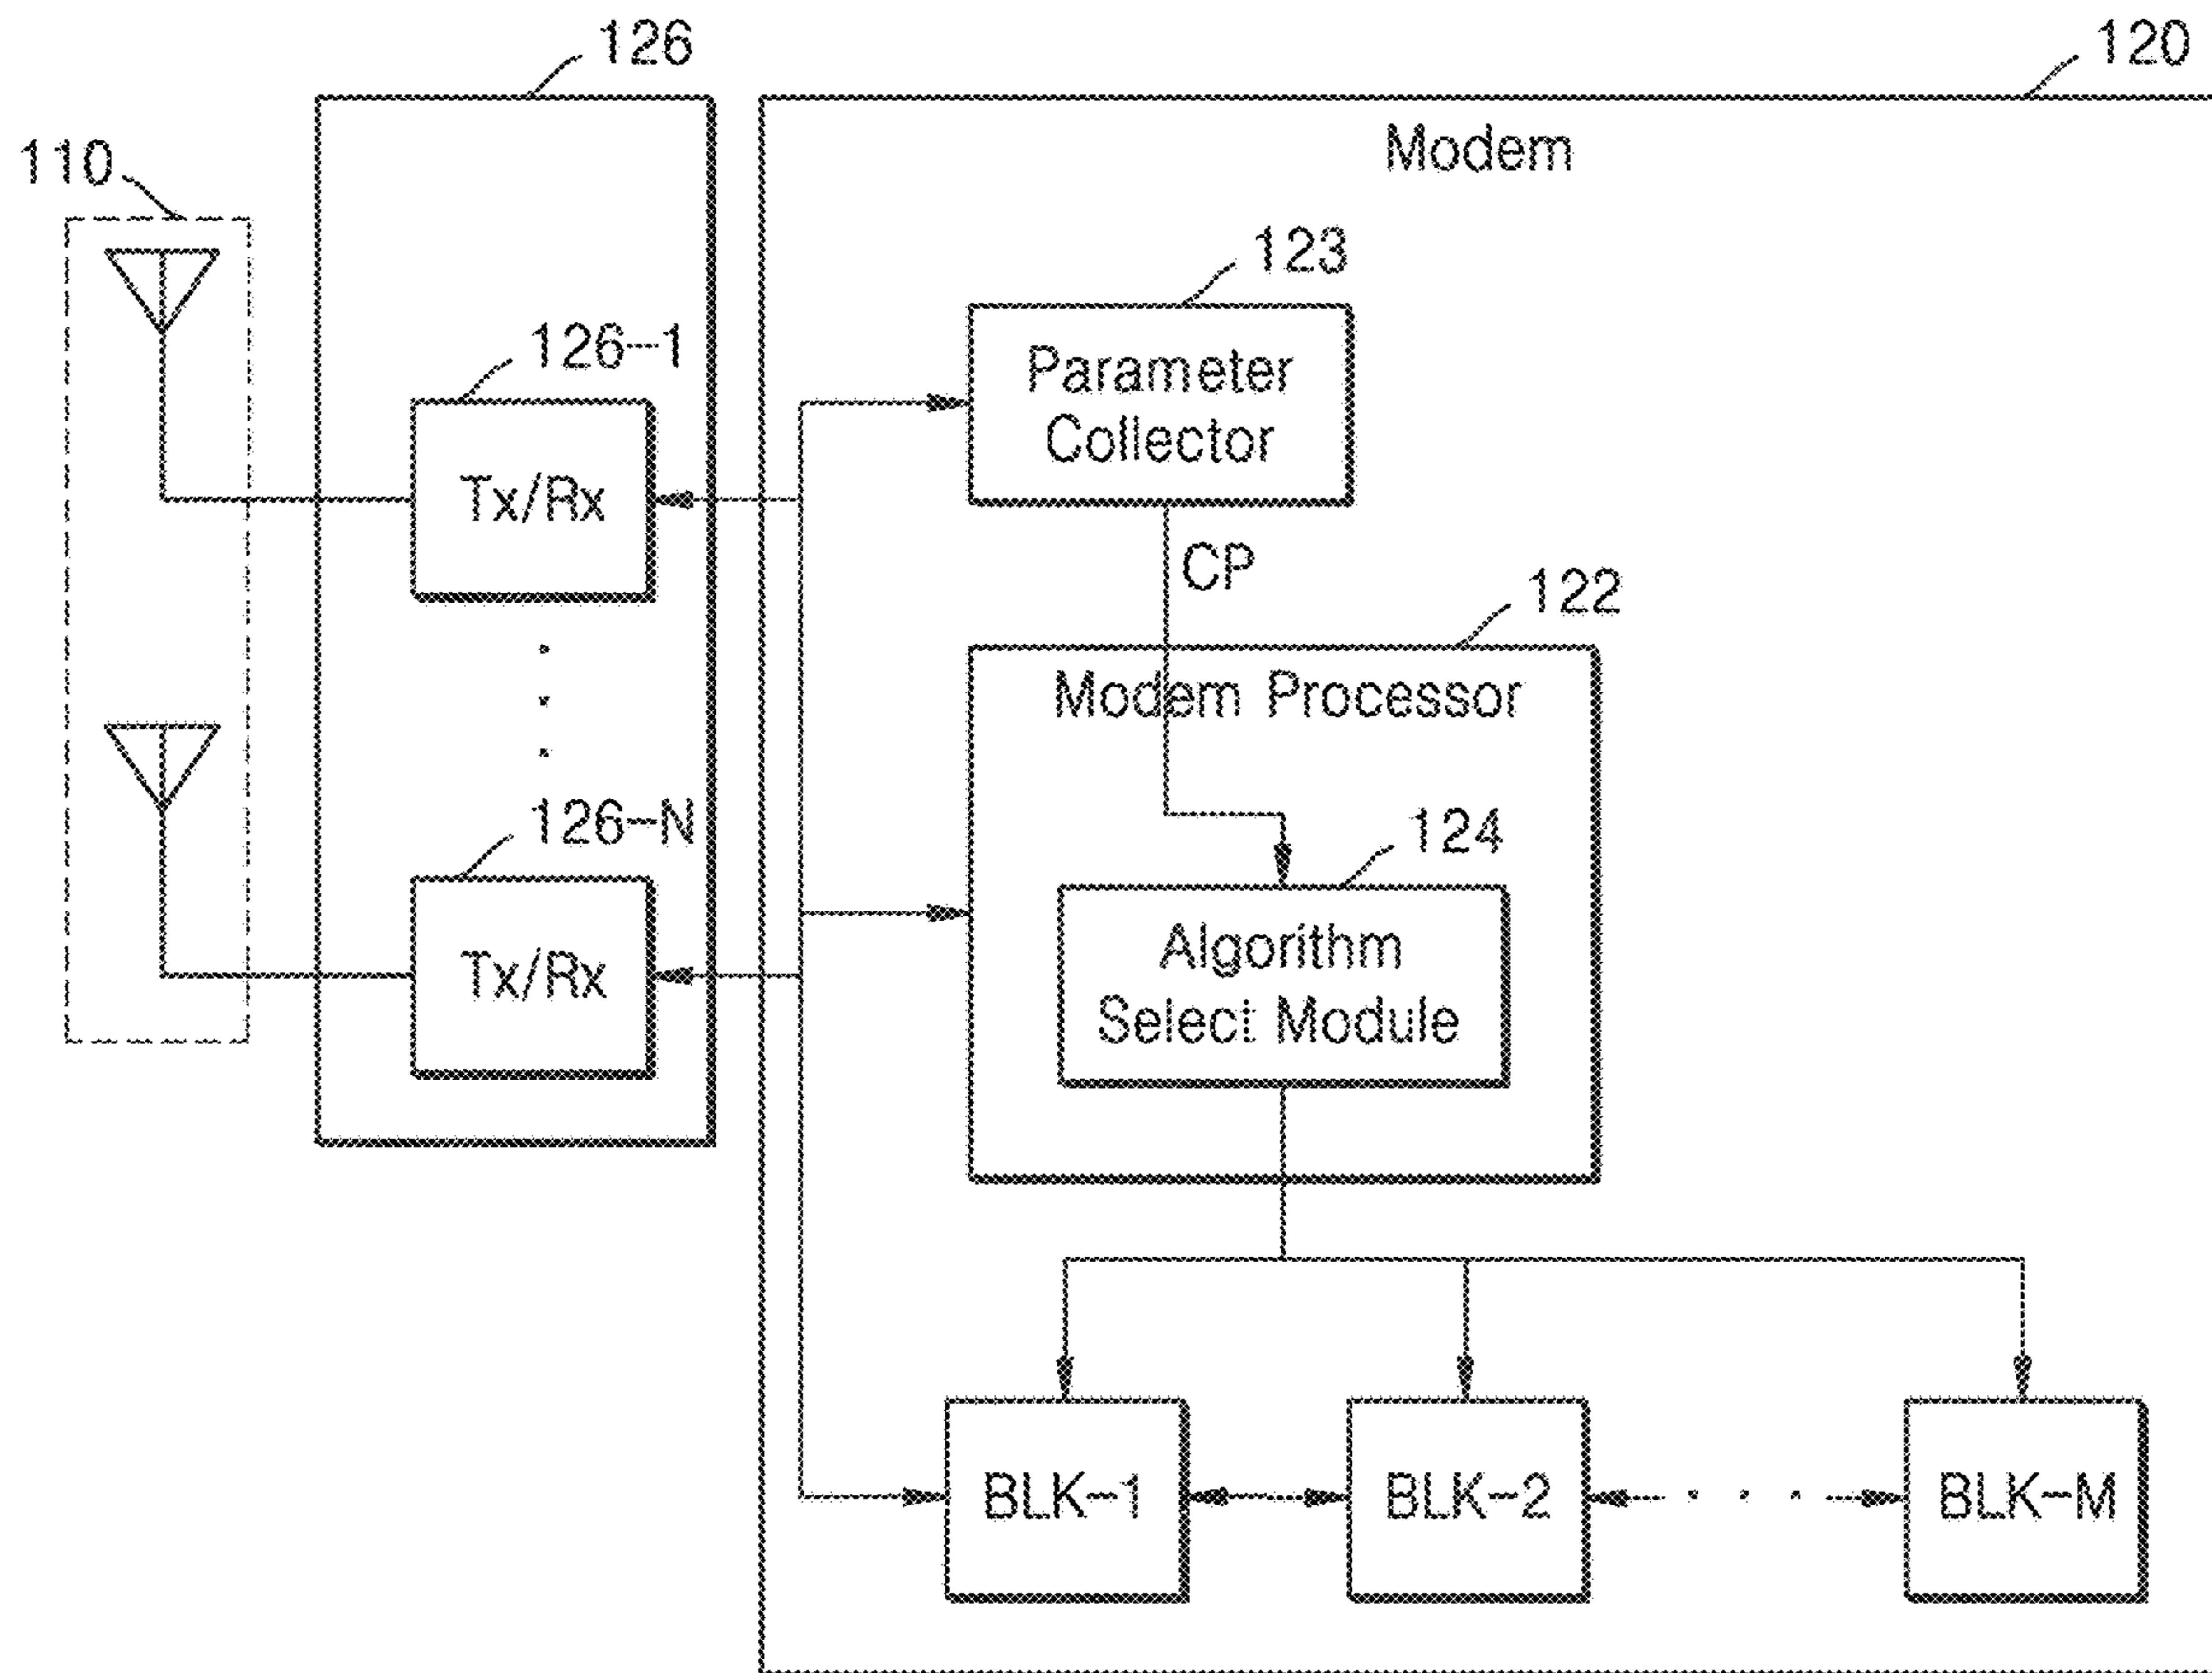 126
120
110
Modem
123
126-1
Parameter
Collector
Tx/Rx
CP
122
Modem Processor
126-N
124
Algorithm
Select Module
Tx/Rx
BLK-1
BLK-2
BLK-M